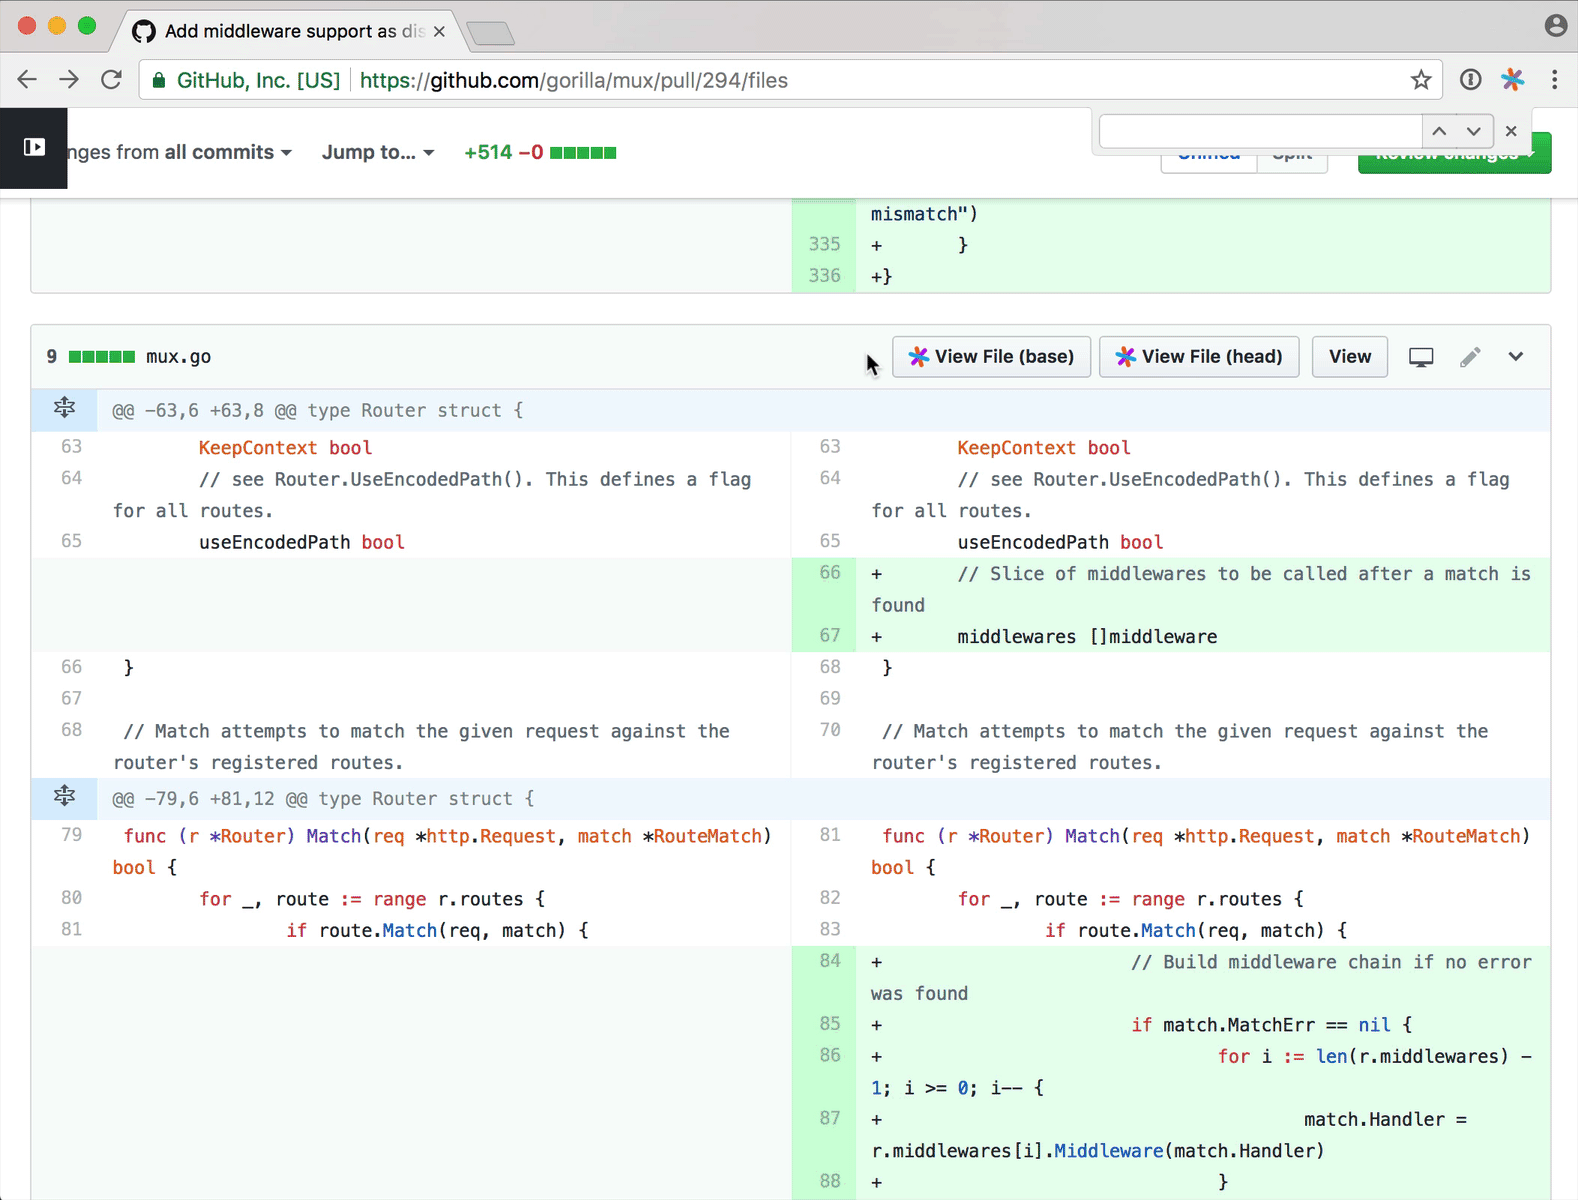 Add middleware support as dis
GitHub, Inc. [US] https://github.com/gorilla/mux/pull/294/files
nges from all commits Jump to... +514 −0
Unified Split Review changes
mismatch")
335 + }
336 +}
9 mux.go View File (base) View File (head) View
@@ −63,6 +63,8 @@ type Router struct {
63 KeepContext bool 63 KeepContext bool
64 // see Router.UseEncodedPath(). This defines a flag 64 // see Router.UseEncodedPath(). This defines a flag
for all routes. for all routes.
65 useEncodedPath bool 65 useEncodedPath bool
66 + // Slice of middlewares to be called after a match is
found
67 + middlewares []middleware
66 } 68 }
67 69
68 // Match attempts to match the given request against the 70 // Match attempts to match the given request against the
router's registered routes. router's registered routes.
@@ −79,6 +81,12 @@ type Router struct {
79 func (r *Router) Match(req *http.Request, match *RouteMatch) 81 func (r *Router) Match(req *http.Request, match *RouteMatch)
bool { bool {
80 for _, route := range r.routes { 82 for _, route := range r.routes {
81 if route.Match(req, match) { 83 if route.Match(req, match) {
84 + // Build middleware chain if no error
was found
85 + if match.MatchErr == nil {
86 + for i := len(r.middlewares) −
1; i >= 0; i−− {
87 + match.Handler =
r.middlewares[i].Middleware(match.Handler)
88 + }